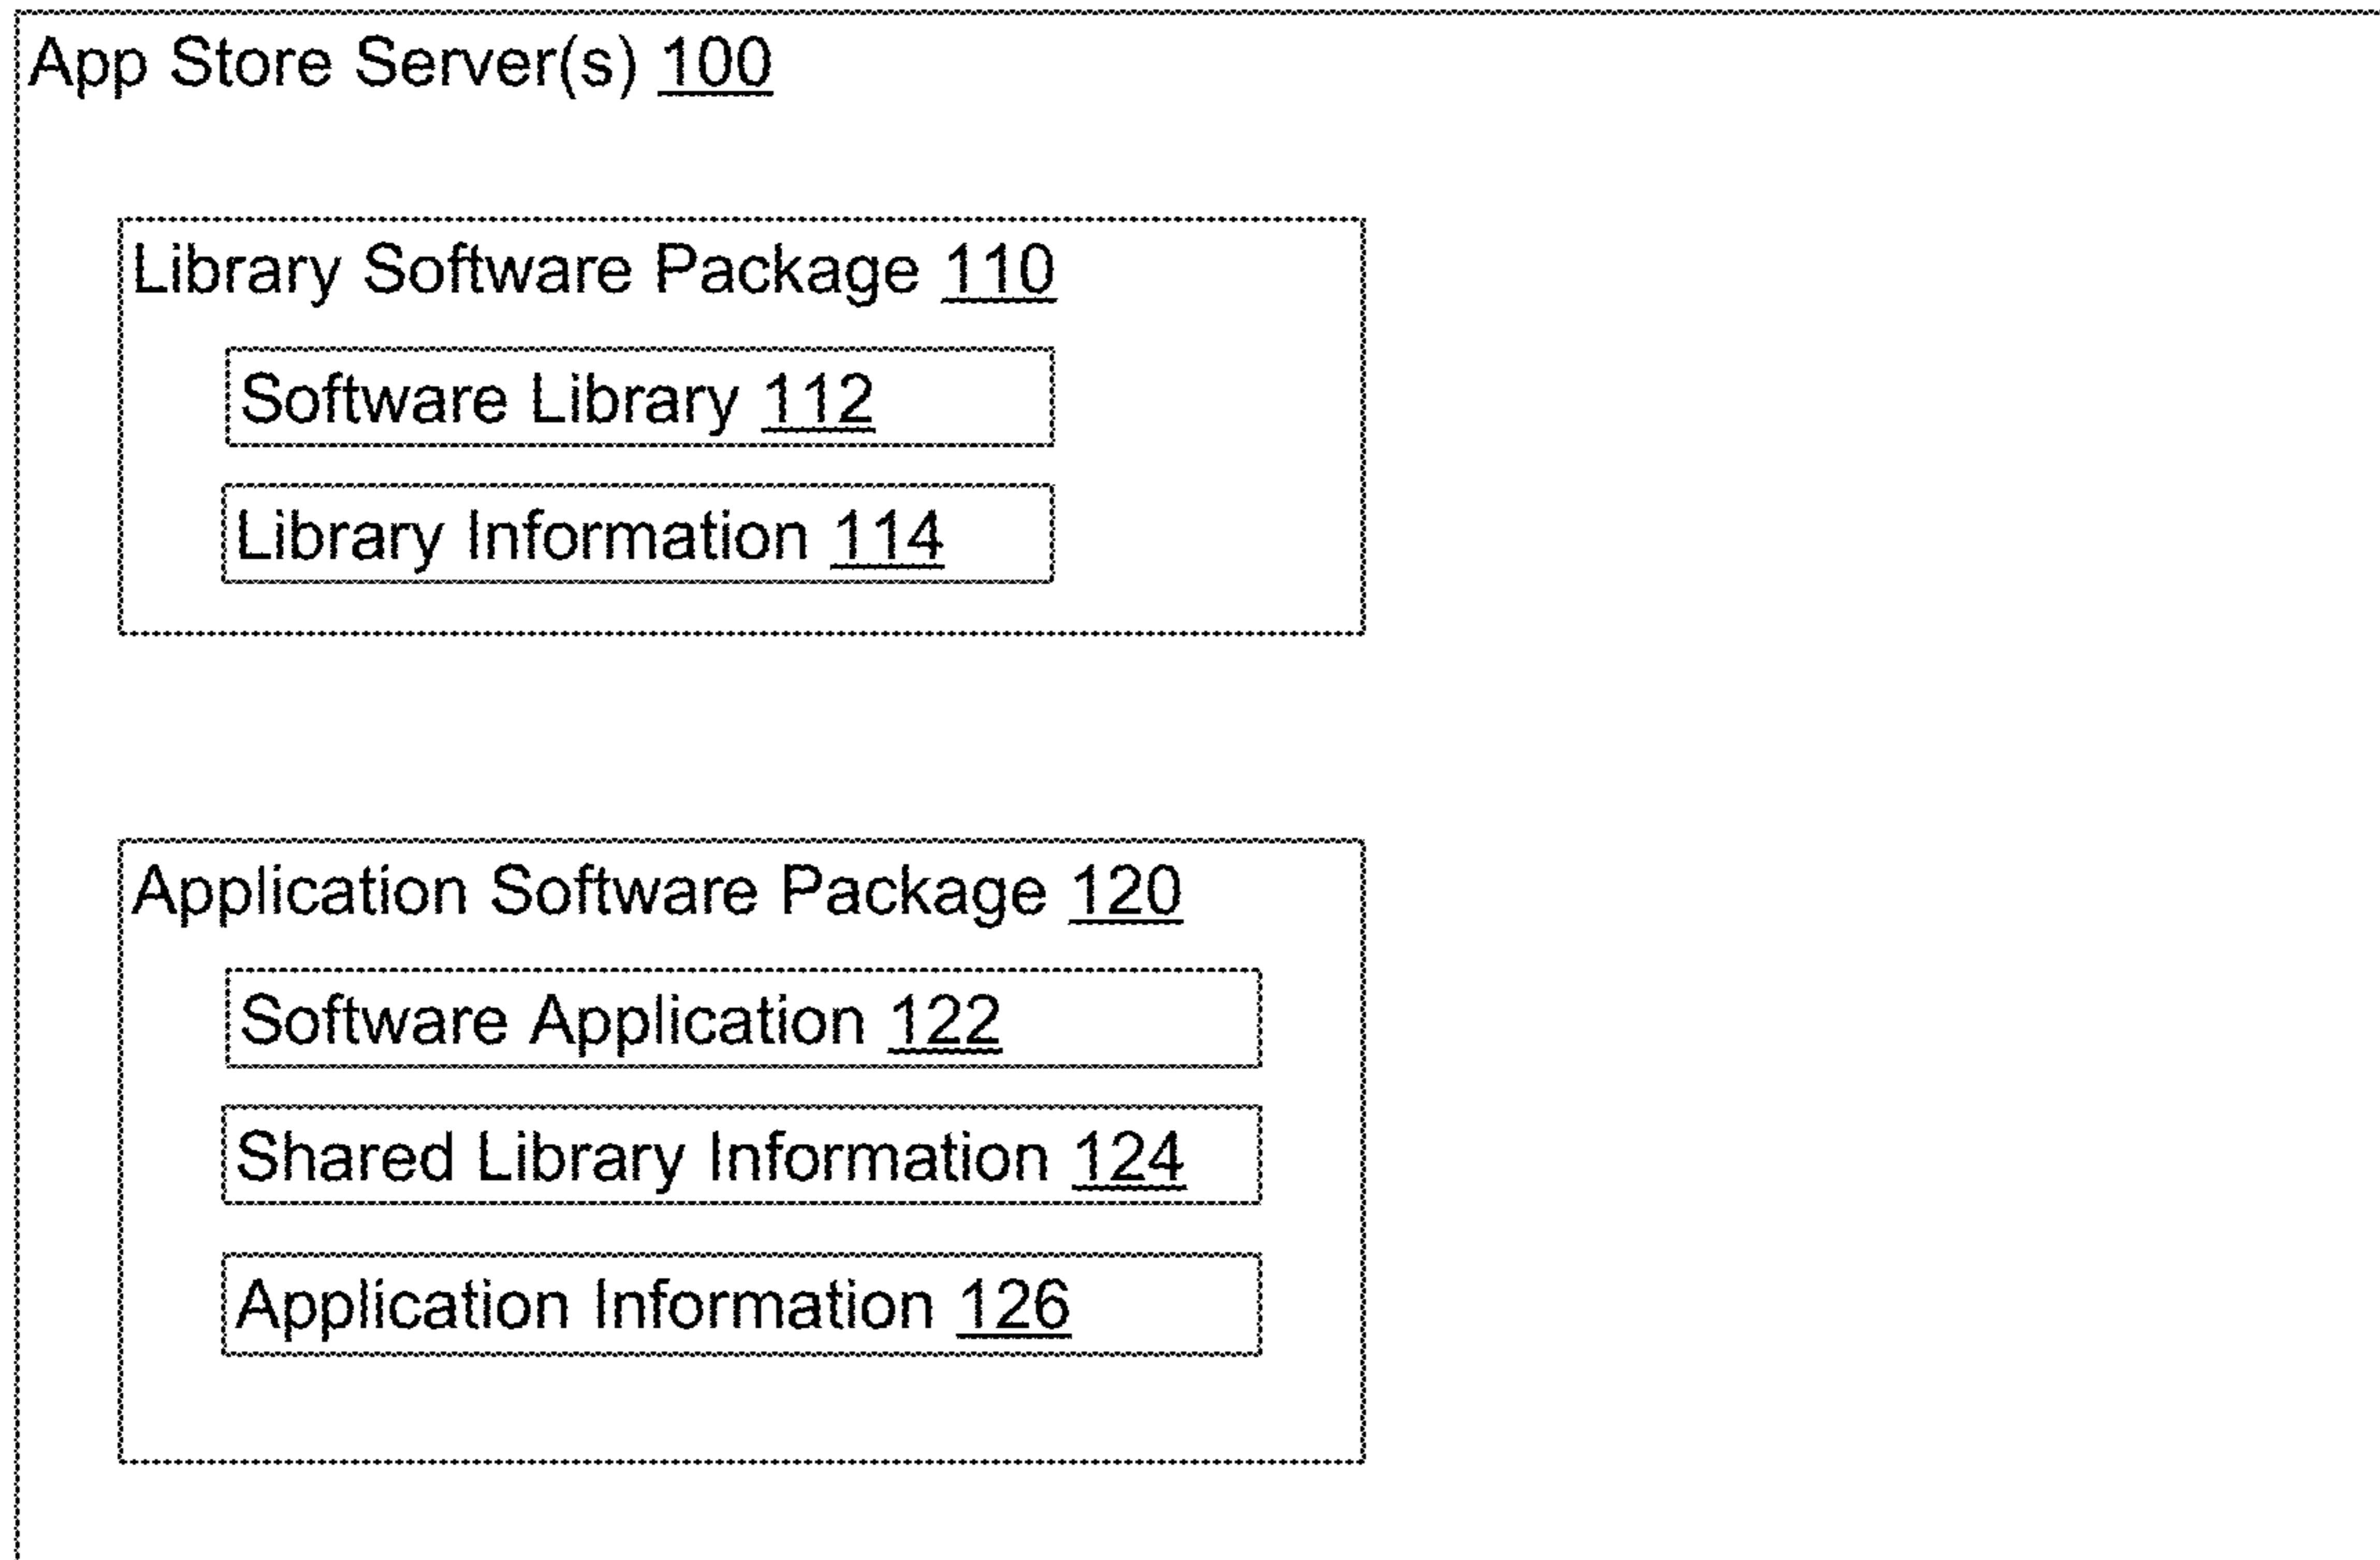 App Store Server(s) 100
Library Software Package 110
Software Library 112
Library Information 114
Application Software Package 120
Software Application 122
Shared Library Information 124
Application Information 126